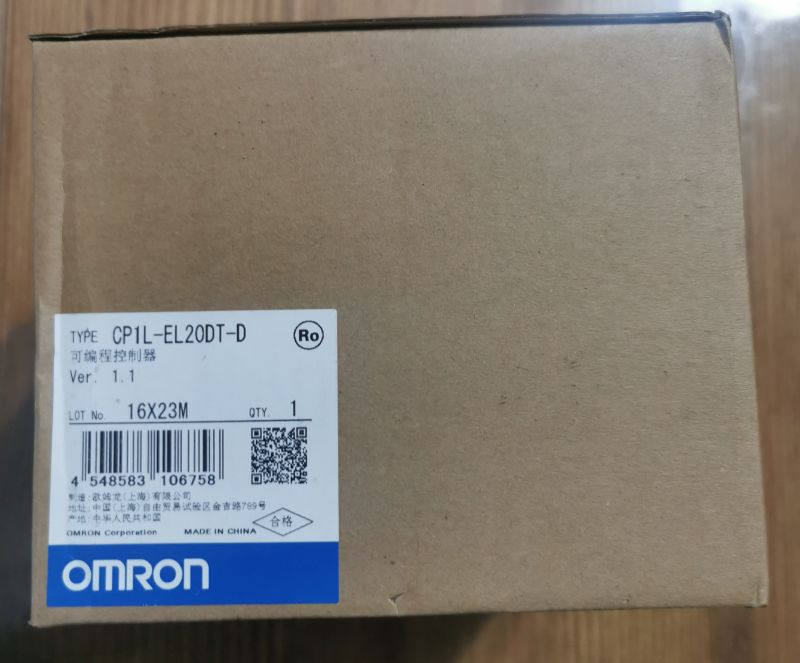 TYPE CP1L-EL20DT-D Ro
可编程控制器
Ver. 1.1
LOT No. 16X23M QTY. 1
4 548583 106758
制造:欧姆龙(上海)有限公司
地址:中国(上海)自由贸易试验区金吉路789号
产地:中华人民共和国
合格
OMRON Corporation MADE IN CHINA
OMRON